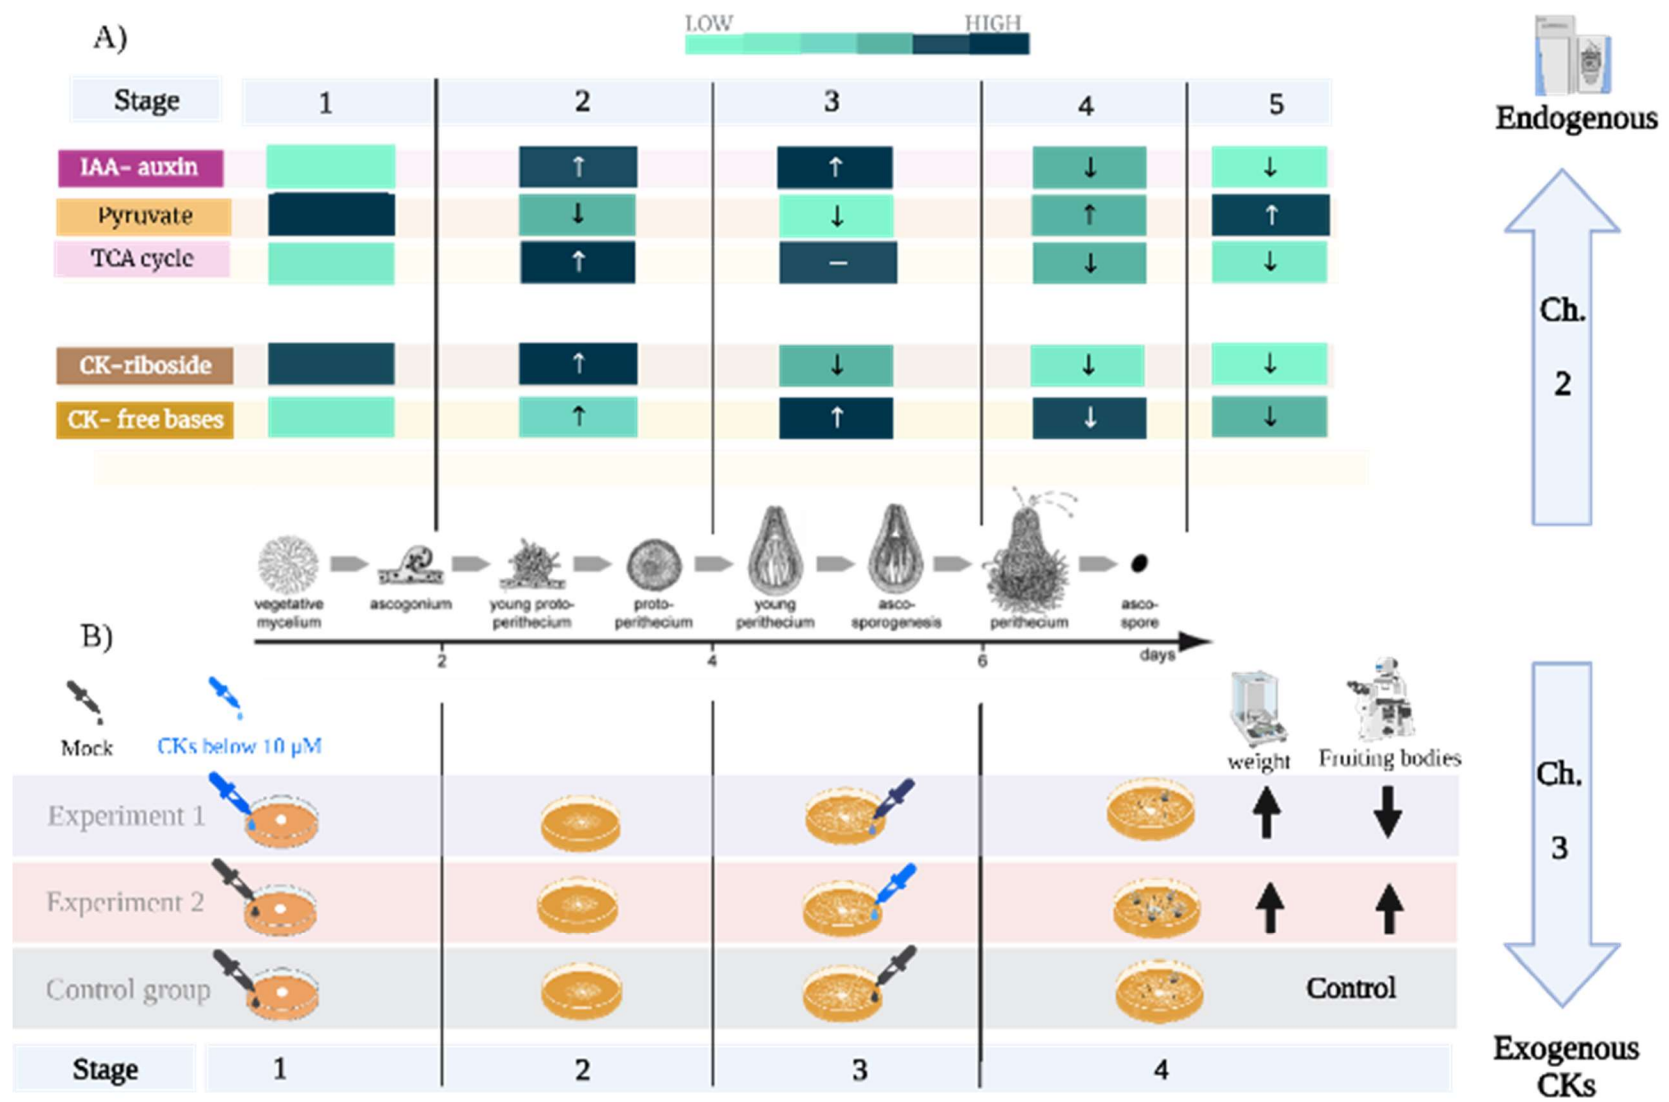 A)
LOW HIGH
Stage 1 2 3 4 5
IAA- auxin ↑ ↑ ↓ ↓
Pyruvate ↓ ↓ ↑ ↑
TCA cycle ↑ – ↓ ↓
CK-riboside ↑ ↓ ↓ ↓
CK- free bases ↑ ↑ ↓ ↓
Endogenous
Ch.
2
vegetative
mycelium
ascogonium
young proto-
perithecium
proto-
perithecium
young
perithecium
asco-
sporogenesis
perithecium
asco-
spore
2 4 6 days
B)
Mock
CKs below 10 µM
weight
Fruiting bodies
Experiment 1
Experiment 2
Control group
Control
Stage 1 2 3 4
Ch.
3
Exogenous
CKs